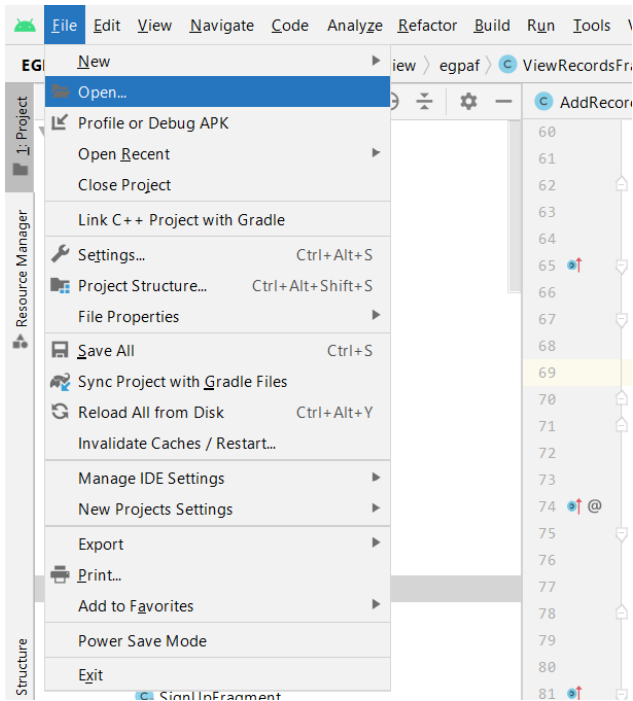 File Edit View Navigate Code Analyze Refactor Build Run Tools
New
iew egpaf C ViewRecordsFra
Open...
C AddRecor
Profile or Debug APK
Open Recent
Close Project
Link C++ Project with Gradle
Settings... Ctrl+Alt+S
Project Structure... Ctrl+Alt+Shift+S
File Properties
Save All Ctrl+S
Sync Project with Gradle Files
Reload All from Disk Ctrl+Alt+Y
Invalidate Caches / Restart...
Manage IDE Settings
New Projects Settings
Export
Print...
Add to Favorites
Power Save Mode
Exit
C SignUpFragment
1: Project
Resource Manager
Structure
60
61
62
63
64
65
66
67
68
69
70
71
72
73
74 @
75
76
77
78
79
80
81